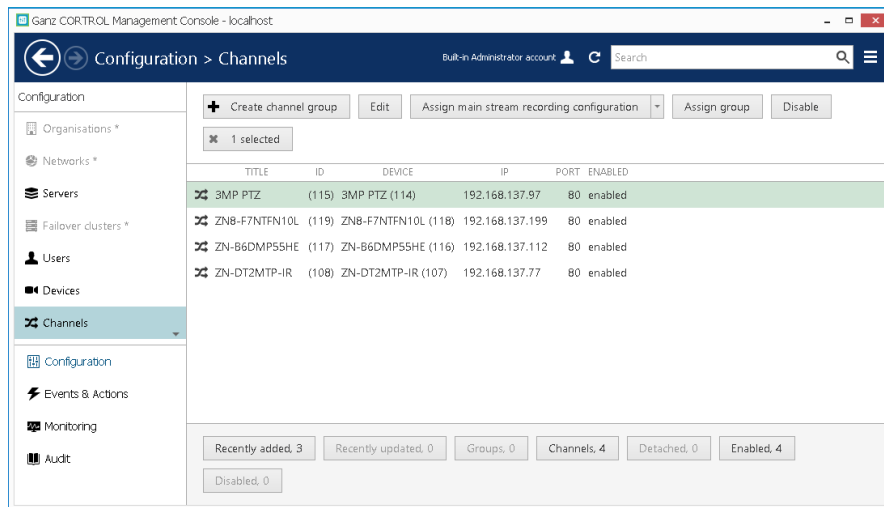 Ganz CORTROL Management Console - localhost
Configuration > Channels
Built-in Administrator account
Search
Configuration
Organisations *
Networks *
Servers
Failover clusters *
Users
Devices
Channels
Configuration
Events & Actions
Monitoring
Audit
Create channel group Edit Assign main stream recording configuration Assign group Disable
1 selected
TITLE ID DEVICE IP PORT ENABLED
3MP PTZ (115) 3MP PTZ (114) 192.168.137.97 80 enabled
ZN8-F7NTFN10L (119) ZN8-F7NTFN10L (118) 192.168.137.199 80 enabled
ZN-B6DMP55HE (117) ZN-B6DMP55HE (116) 192.168.137.112 80 enabled
ZN-DT2MTP-IR (108) ZN-DT2MTP-IR (107) 192.168.137.77 80 enabled
Recently added, 3 Recently updated, 0 Groups, 0 Channels, 4 Detached, 0 Enabled, 4
Disabled, 0